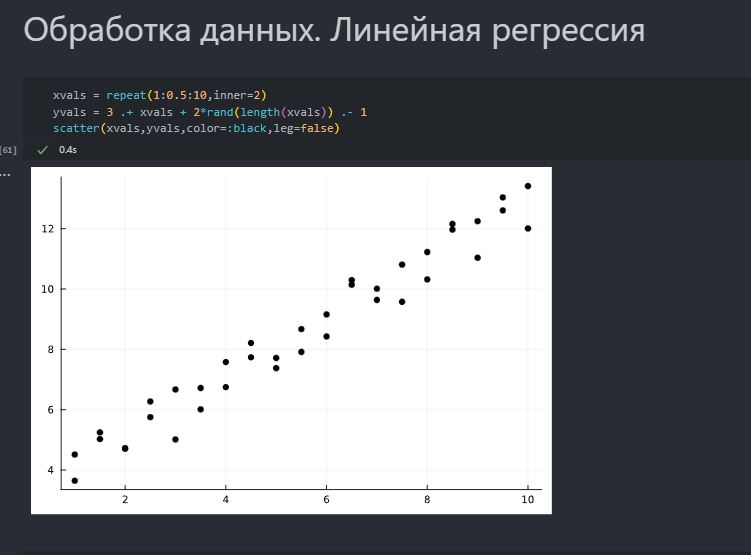 Обработка данных. Линейная регрессия
xvals = repeat(1:0.5:10,inner=2)
yvals = 3 .+ xvals + 2*rand(length(xvals)) .- 1
scatter(xvals,yvals,color=:black,leg=false)
[61]
0.4s
...
12
10
8
6
4
2 4 6 8 10